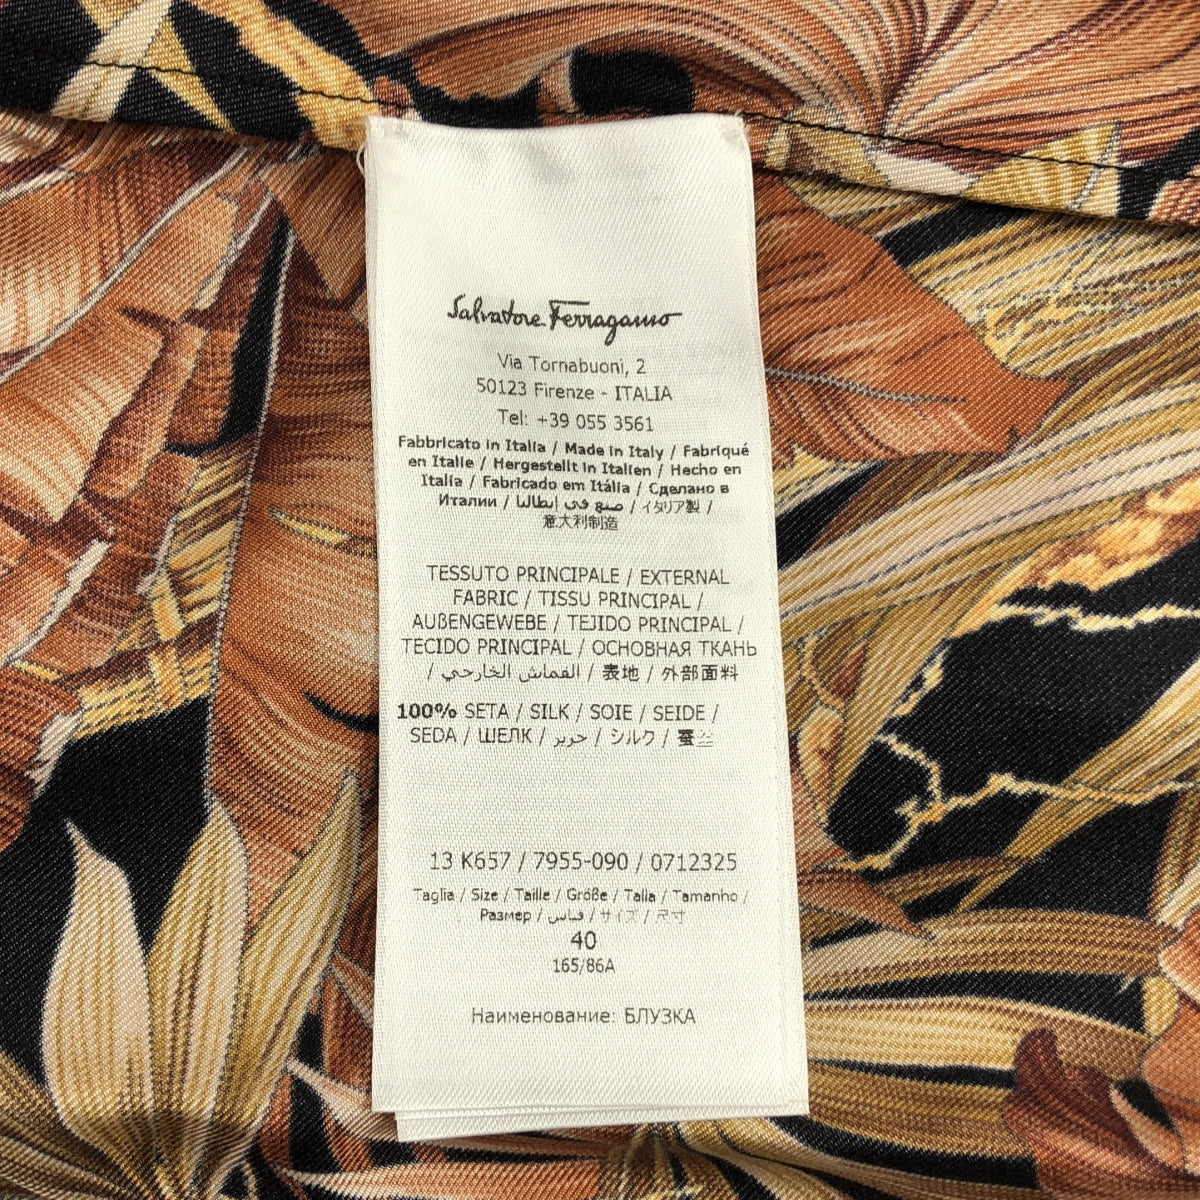 Salvatore Ferragamo
Via Tornabuoni, 2
50123 Firenze - ITALIA
Tel: +39 055 3561
Fabbricato in Italia / Made in Italy / Fabriqué
en Italie / Hergestellt in Italien / Hecho en
Italia / Fabricado em Itália / Сделано в
Италии / صنع في إيطاليا / イタリア製 /
意大利制造
TESSUTO PRINCIPALE / EXTERNAL
FABRIC / TISSU PRINCIPAL /
AUßENGEWEBE / TEJIDO PRINCIPAL /
TECIDO PRINCIPAL / ОСНОВНАЯ ТКАНЬ
/ القماش الخارجي / 表地 / 外部面料
100% SETA / SILK / SOIE / SEIDE /
SEDA / ШЕЛК / حرير / シルク / 蚕丝
13 K657 / 7955-090 / 0712325
Taglia / Size / Taille / Größe / Talla / Tamanho /
Размер / قياس / サイズ / 尺寸
40
165/86A
Наименование: БЛУЗКА